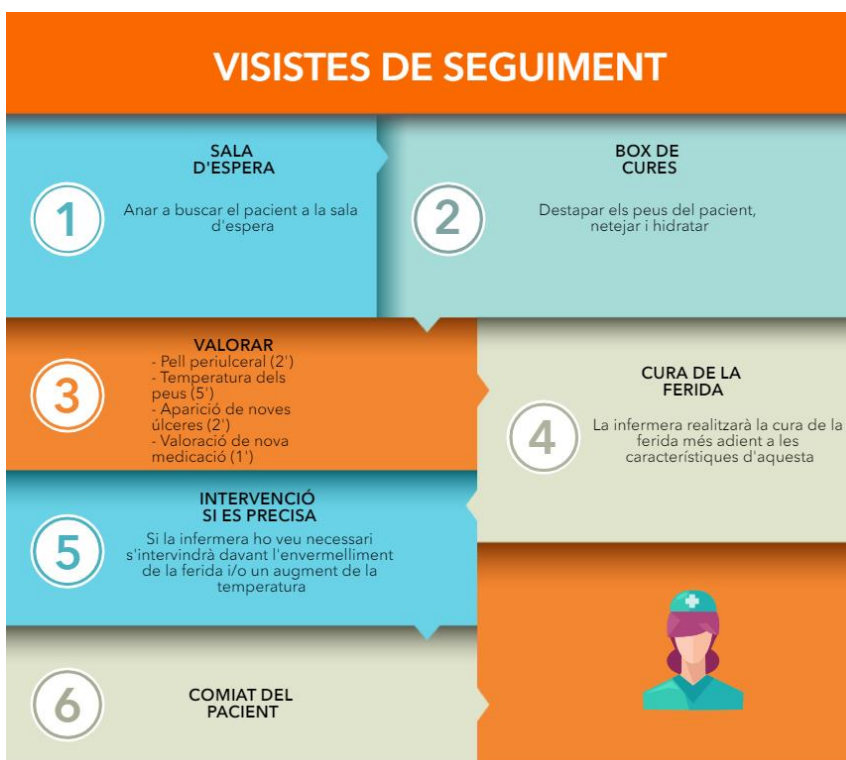 VISISTES DE SEGUIMENT
SALA
D'ESPERA
1
Anar a buscar el pacient a la sala
d'espera
BOX DE
CURES
2
Destapar els peus del pacient,
netejar i hidratar
VALORAR
3
- Pell periulceral (2')
- Temperatura dels
peus (5')
- Aparició de noves
úlceres (2')
- Valoració de nova
medicació (1')
CURA DE LA
FERIDA
4
La infermera realitzarà la cura de la
ferida més adient a les
característiques d'aquesta
INTERVENCIÓ
SI ES PRECISA
5
Si la infermera ho veu necessari
s'intervindrà davant l'envermelliment
de la ferida i/o un augment de la
temperatura
6
COMIAT DEL
PACIENT